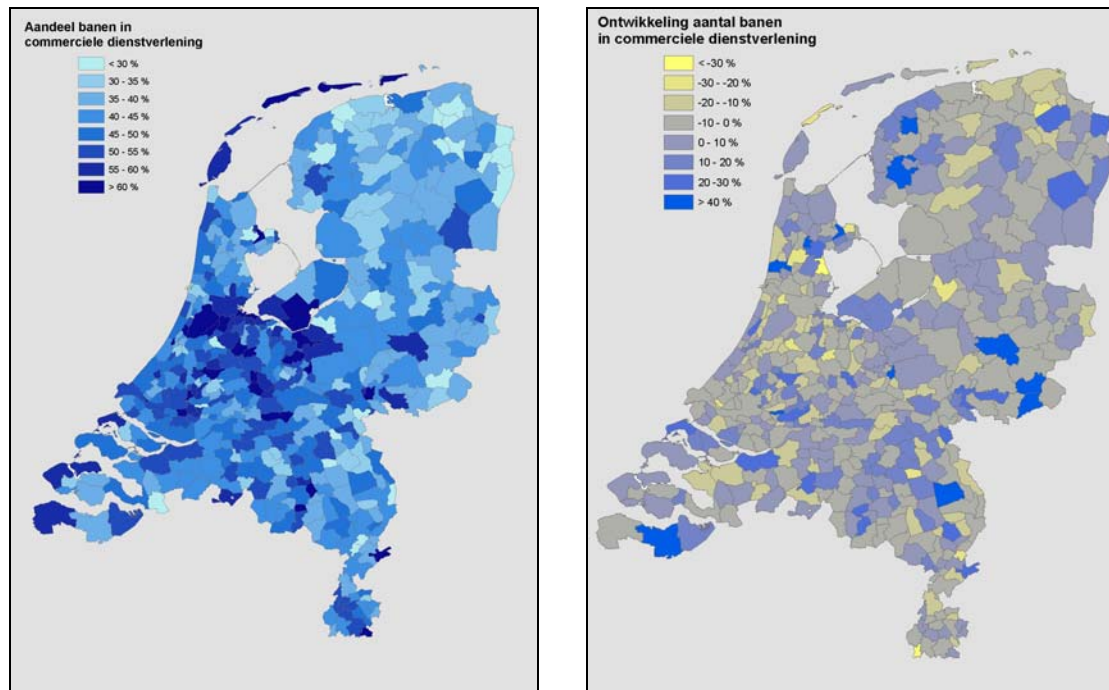 Aandeel banen in
commerciele dienstverlening
< 30 %
30 - 35 %
35 - 40 %
40 - 45 %
45 - 50 %
50 - 55 %
55 - 60 %
> 60 %
Ontwikkeling aantal banen
in commerciele dienstverlening
< -30 %
-30 - -20 %
-20 - -10 %
-10 - 0 %
0 - 10 %
10 - 20 %
20 -30 %
> 40 %